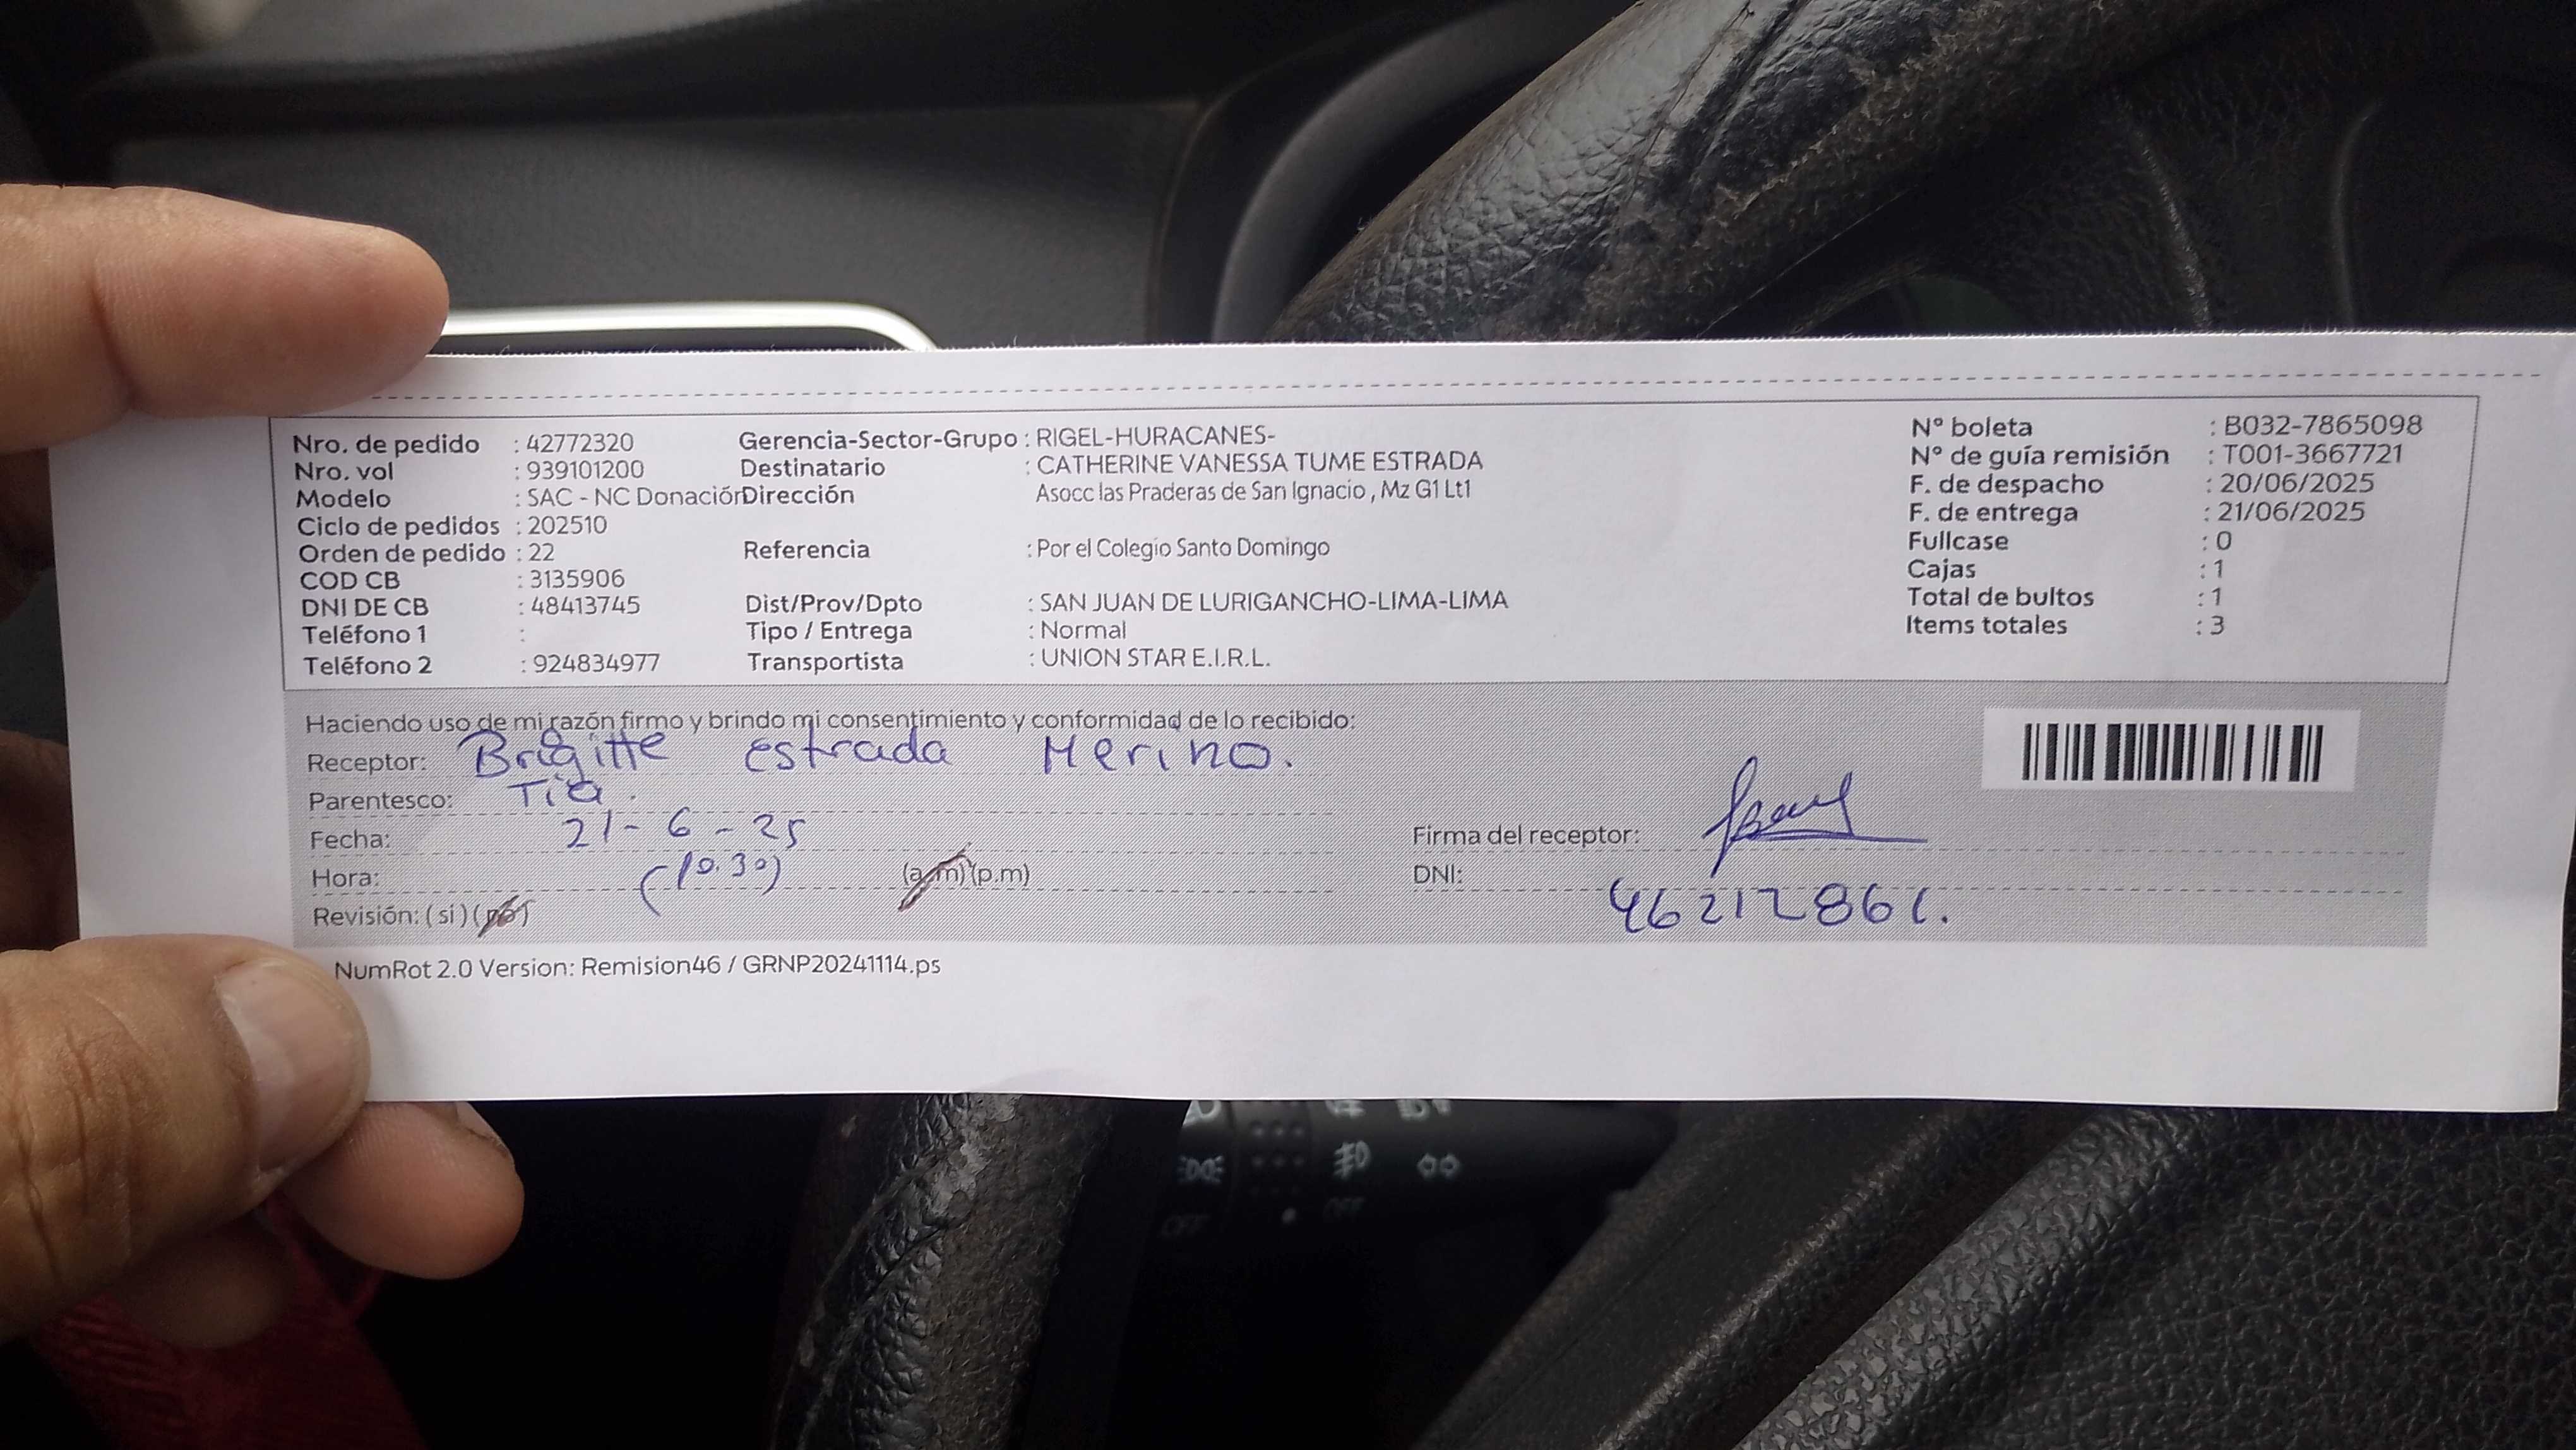 Nro. de pedido : 42772320
Nro. vol : 939101200
Modelo : SAC - NC Donación
Ciclo de pedidos : 202510
Orden de pedido : 22
COD CB : 3135906
DNI DE CB : 48413745
Teléfono 1 :
Teléfono 2 : 924834977
Gerencia-Sector-Grupo : RIGEL-HURACANES-
Destinatario : CATHERINE VANESSA TUME ESTRADA
Dirección Asocc las Praderas de San Ignacio , Mz G1 Lt1
Referencia : Por el Colegio Santo Domingo
Dist/Prov/Dpto : SAN JUAN DE LURIGANCHO-LIMA-LIMA
Tipo / Entrega : Normal
Transportista : UNION STAR E.I.R.L.
N° boleta : B032-7865098
N° de guía remisión : T001-3667721
F. de despacho : 20/06/2025
F. de entrega : 21/06/2025
Fullcase : 0
Cajas : 1
Total de bultos : 1
Items totales : 3
Haciendo uso de mi razón firmo y brindo mi consentimiento y conformidad de lo recibido:
Receptor: Brigitte Estrada Merino.
Parentesco: Tia.
Fecha: 21-6-25
Hora: (10.30) (a.m) (p.m)
Revisión: (si) (no)
Firma del receptor:
DNI:
NumRot 2.0 Version: Remision46 / GRNP20241114.ps
OFF
OFF